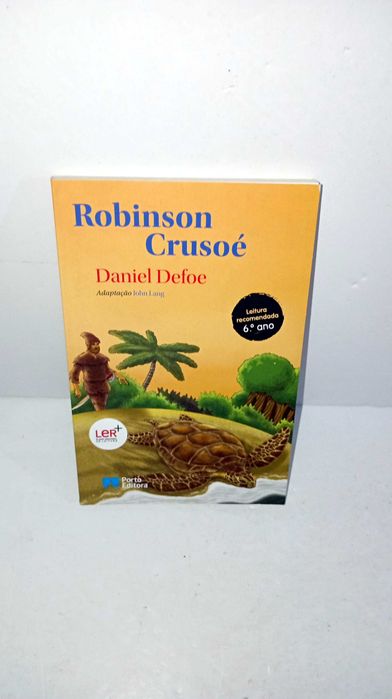 Robinson
Crusoé
Daniel Defoe
Adaptação John Lang
Leitura
recomendada
6.º ano
LeR+
Porto
Editora